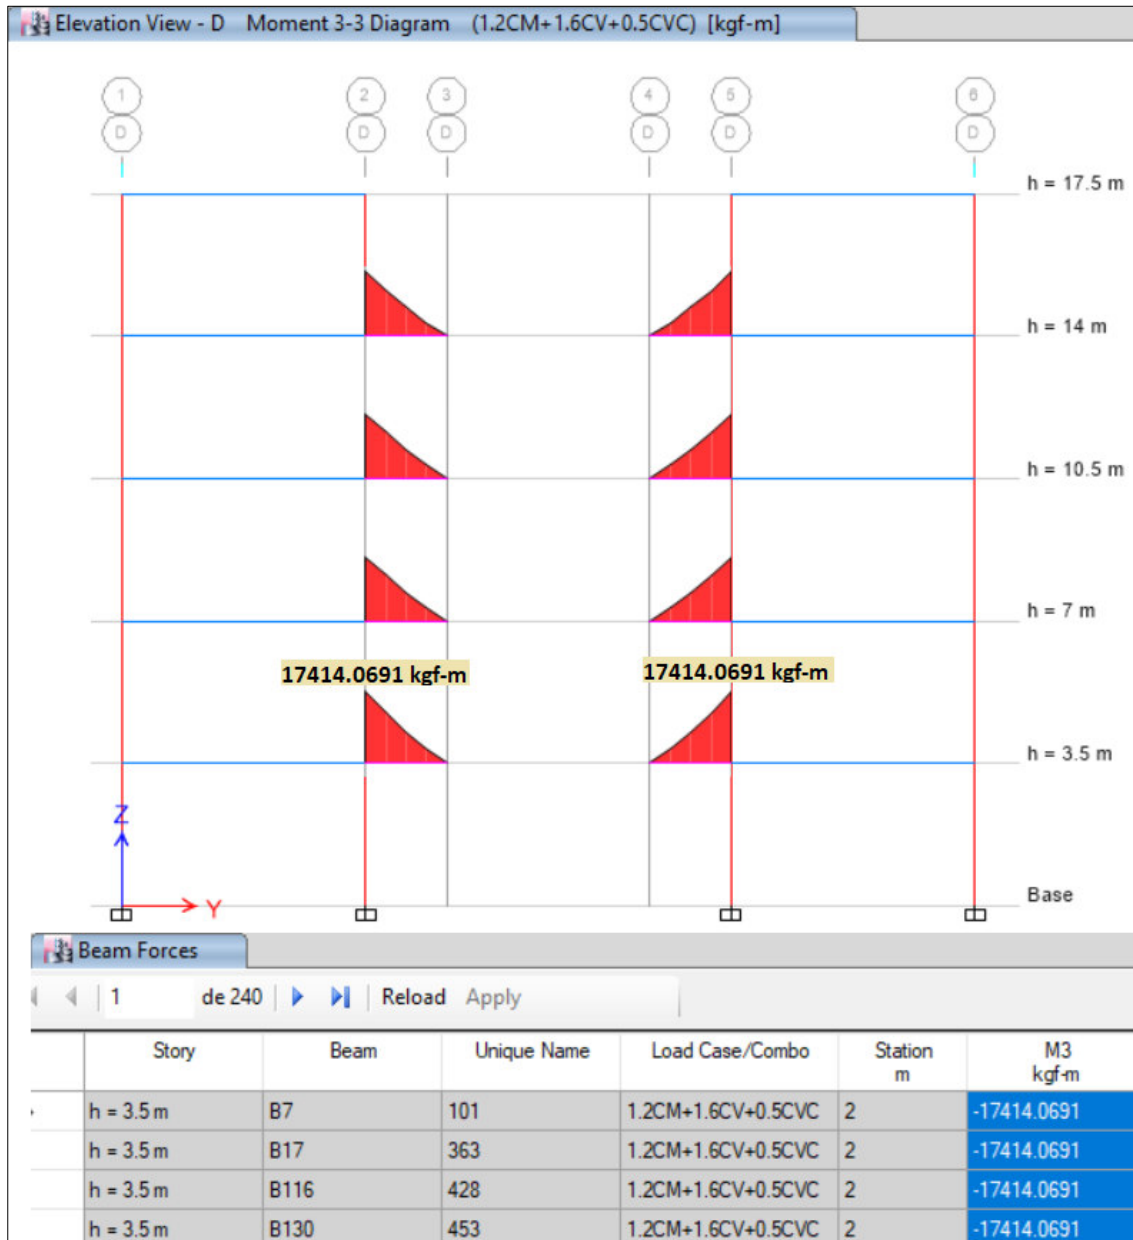 Elevation View - D Moment 3-3 Diagram (1.2CM+1.6CV+0.5CVC) [kgf-m]
1 2 3 4 5 6
D D D D D D
h = 17.5 m
h = 14 m
h = 10.5 m
h = 7 m
17414.0691 kgf-m 17414.0691 kgf-m
h = 3.5 m
Z
Y
Base
Beam Forces
1 de 240 Reload Apply
Story Beam Unique Name Load Case/Combo Station M3
m kgf-m
h = 3.5 m B7 101 1.2CM+1.6CV+0.5CVC 2 -17414.0691
h = 3.5 m B17 363 1.2CM+1.6CV+0.5CVC 2 -17414.0691
h = 3.5 m B116 428 1.2CM+1.6CV+0.5CVC 2 -17414.0691
h = 3.5 m B130 453 1.2CM+1.6CV+0.5CVC 2 -17414.0691